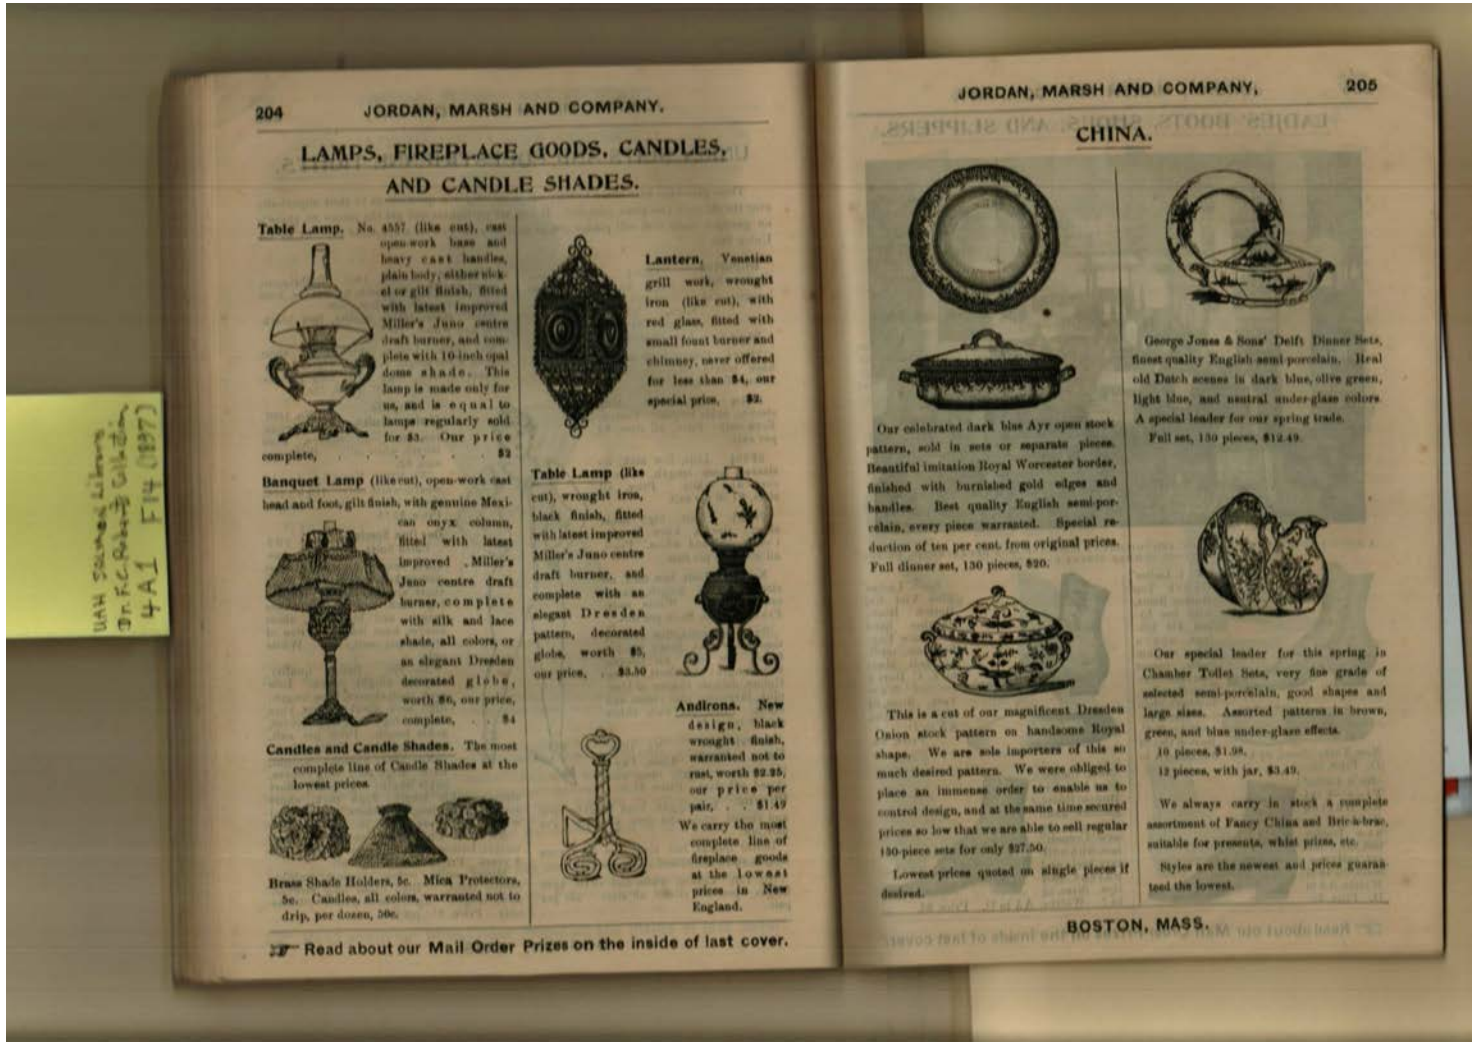 UAH Salmon Library
Dr. F.C. Roberts Collection
4A1 F14 (1897)
204 JORDAN, MARSH AND COMPANY.
LAMPS, FIREPLACE GOODS, CANDLES,
AND CANDLE SHADES.
Table Lamp. No. 4557 (like cut), cast
open-work base and
heavy cast handles,
plain body, either nick-
el or gilt finish, fitted
with latest improved
Miller's Juno centre
draft burner, and com-
plete with 10-inch opal
dome shade. This
lamp is made only for
us, and is equal to
lamps regularly sold
for $3. Our price
complete, . . . . . $2
Banquet Lamp (like cut), open-work cast
head and foot, gilt finish, with genuine Mexi-
can onyx column,
fitted with latest
improved Miller's
Juno centre draft
burner, complete
with silk and lace
shade, all colors, or
an elegant Dresden
decorated globe,
worth $6, our price,
complete, . . $4
Candles and Candle Shades. The most
complete line of Candle Shades at the
lowest prices.
Brass Shade Holders, 5c. Mica Protectors,
5c. Candles, all colors, warranted not to
drip, per dozen, 50c.
Lantern, Venetian
grill work, wrought
iron (like cut), with
red glass, fitted with
small fount burner and
chimney, never offered
for less than $4, our
special price, . $2.
Table Lamp (like
cut), wrought iron,
black finish, fitted
with latest improved
Miller's Juno centre
draft burner, and
complete with an
elegant Dresden
pattern, decorated
globe, worth $5,
our price, . $3.50
Andirons. New
design, black
wrought finish,
warranted not to
rust, worth $2.25,
our price per
pair, . . $1.49
We carry the most
complete line of
fireplace goods
at the lowest
prices in New
England.
☞ Read about our Mail Order Prizes on the inside of last cover.
JORDAN, MARSH AND COMPANY, 205
CHINA.
Our celebrated dark blue Ayr open stock
pattern, sold in sets or separate pieces.
Beautiful imitation Royal Worcester border,
finished with burnished gold edges and
handles. Best quality English semi-por-
celain, every piece warranted. Special re-
duction of ten per cent. from original prices.
Full dinner set, 130 pieces, $20.
This is a cut of our magnificent Dresden
Onion stock pattern on handsome Royal
shape. We are sole importers of this so
much desired pattern. We were obliged to
place an immense order to enable us to
control design, and at the same time secured
prices so low that we are able to sell regular
130-piece sets for only $27.50.
Lowest prices quoted on single pieces if
desired.
George Jones & Sons' Delft Dinner Sets,
finest quality English semi-porcelain. Real
old Dutch scenes in dark blue, olive green,
light blue, and neutral under-glaze colors.
A special leader for our spring trade.
Full set, 130 pieces, $12.49.
Our special leader for this spring in
Chamber Toilet Sets, very fine grade of
selected semi-porcelain, good shapes and
large sizes. Assorted patterns in brown,
green, and blue under-glaze effects.
10 pieces, $1.98.
12 pieces, with jar, $3.49.
We always carry in stock a complete
assortment of Fancy China and Bric-à-brac,
suitable for presents, whist prizes, etc.
Styles are the newest and prices guaran-
teed the lowest.
BOSTON, MASS.